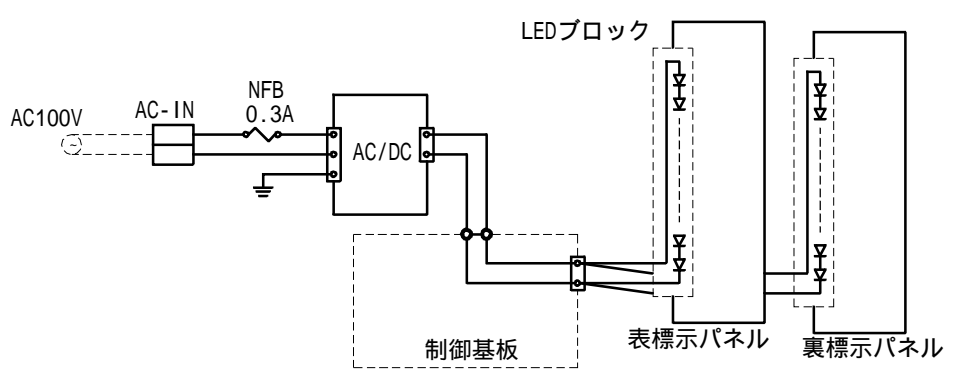 LEDブロック
NFB
0.3A
AC-IN
AC100V
~
AC/DC
制御基板
表標示パネル
裏標示パネル